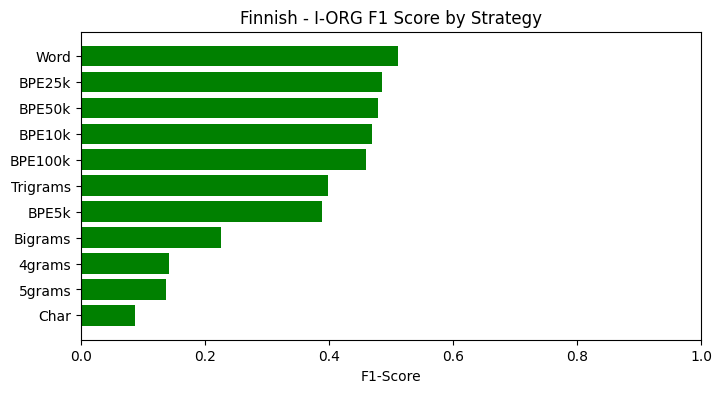 Finnish - I-ORG F1 Score by Strategy
Word
BPE25k
BPE50k
BPE10k
BPE100k
Trigrams
BPE5k
Bigrams
4grams
5grams
Char
0.0 0.2 0.4 0.6 0.8 1.0
F1-Score